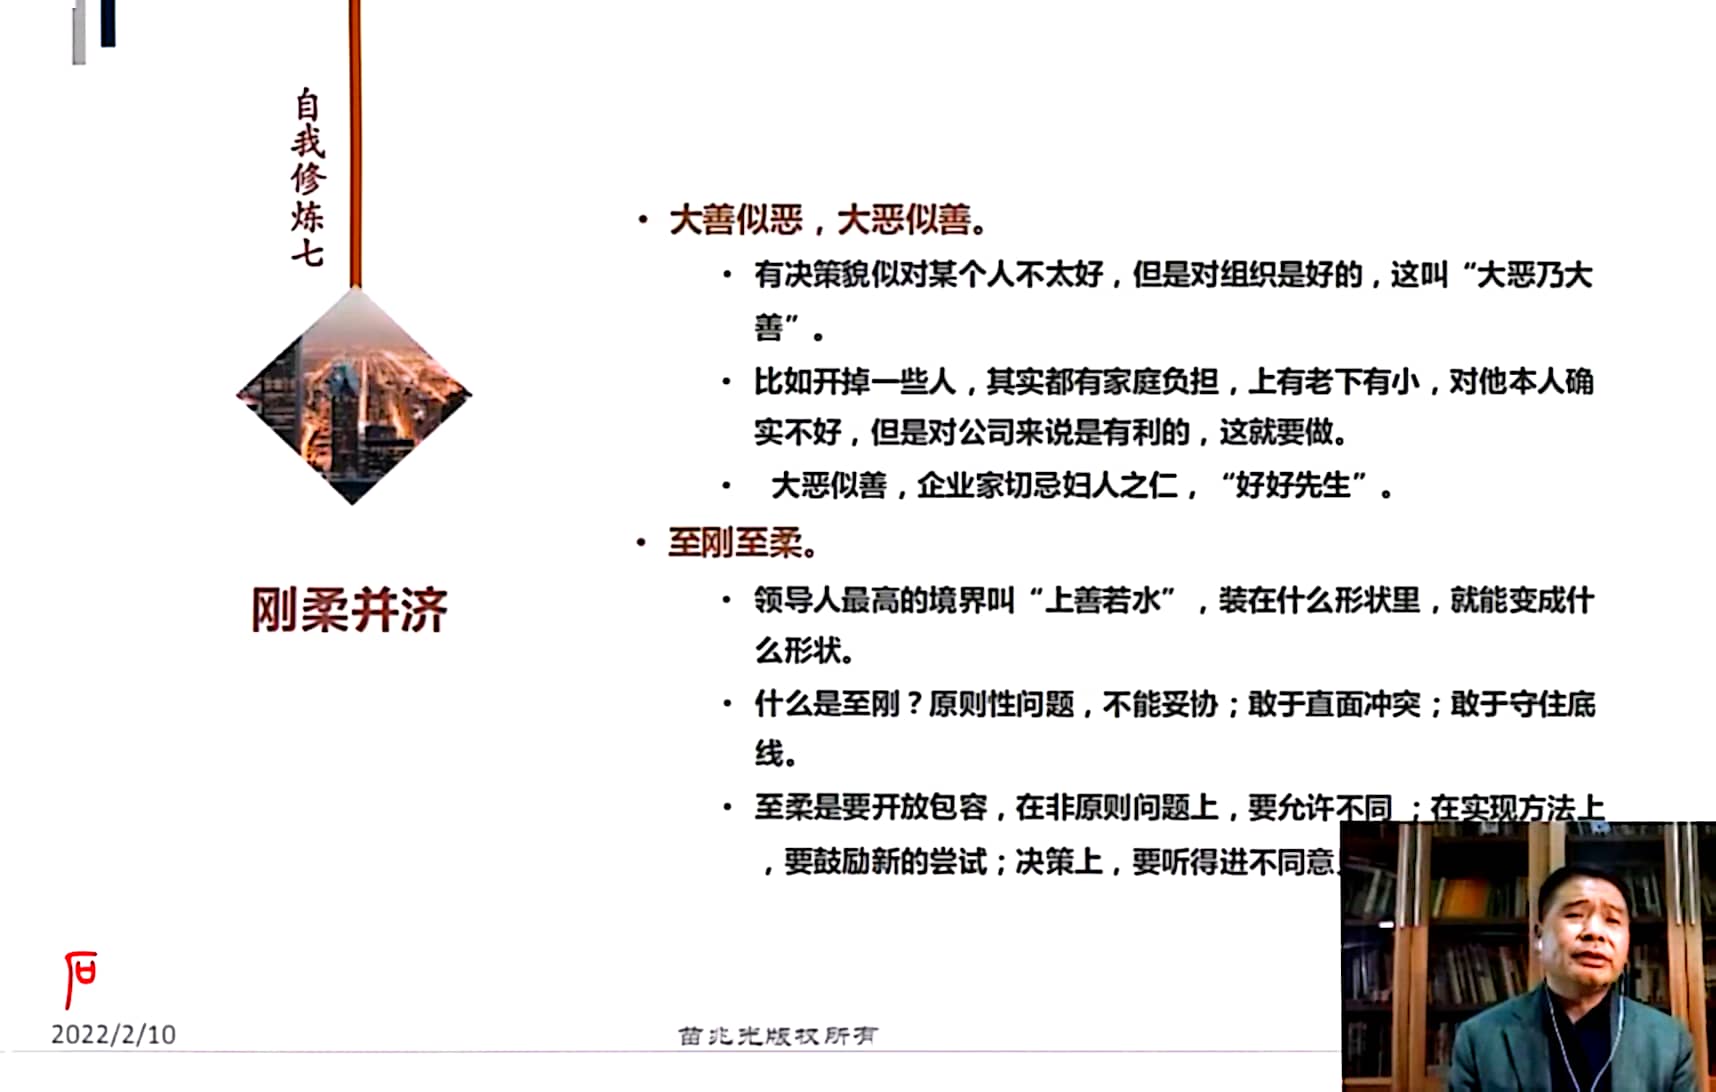 自我修炼七
刚柔并济
• 大善似恶，大恶似善。
• 有决策貌似对某个人不太好，但是对组织是好的，这叫“大恶乃大
善”。
• 比如开掉一些人，其实都有家庭负担，上有老下有小，对他本人确
实不好，但是对公司来说是有利的，这就要做。
• 大恶似善，企业家切忌妇人之仁，“好好先生”。
• 至刚至柔。
• 领导人最高的境界叫“上善若水”，装在什么形状里，就能变成什
么形状。
• 什么是至刚？原则性问题，不能妥协；敢于直面冲突；敢于守住底
线。
• 至柔是要开放包容，在非原则问题上，要允许不同；在实现方法上
，要鼓励新的尝试；决策上，要听得进不同意
石
2022/2/10
苗兆光版权所有